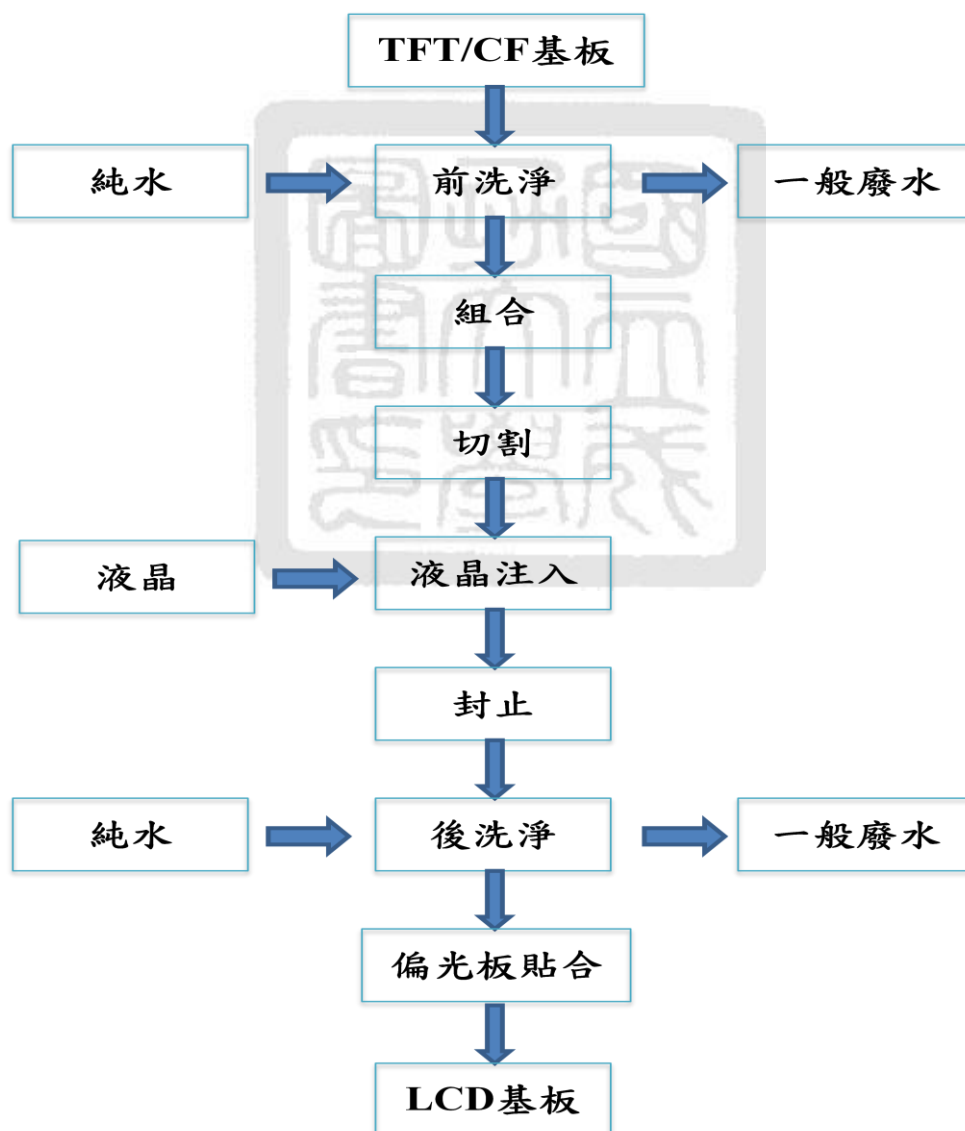 TFT/CF基板
純水
前洗淨
一般廢水
組合
切割
液晶
液晶注入
封止
純水
後洗淨
一般廢水
偏光板貼合
LCD基板